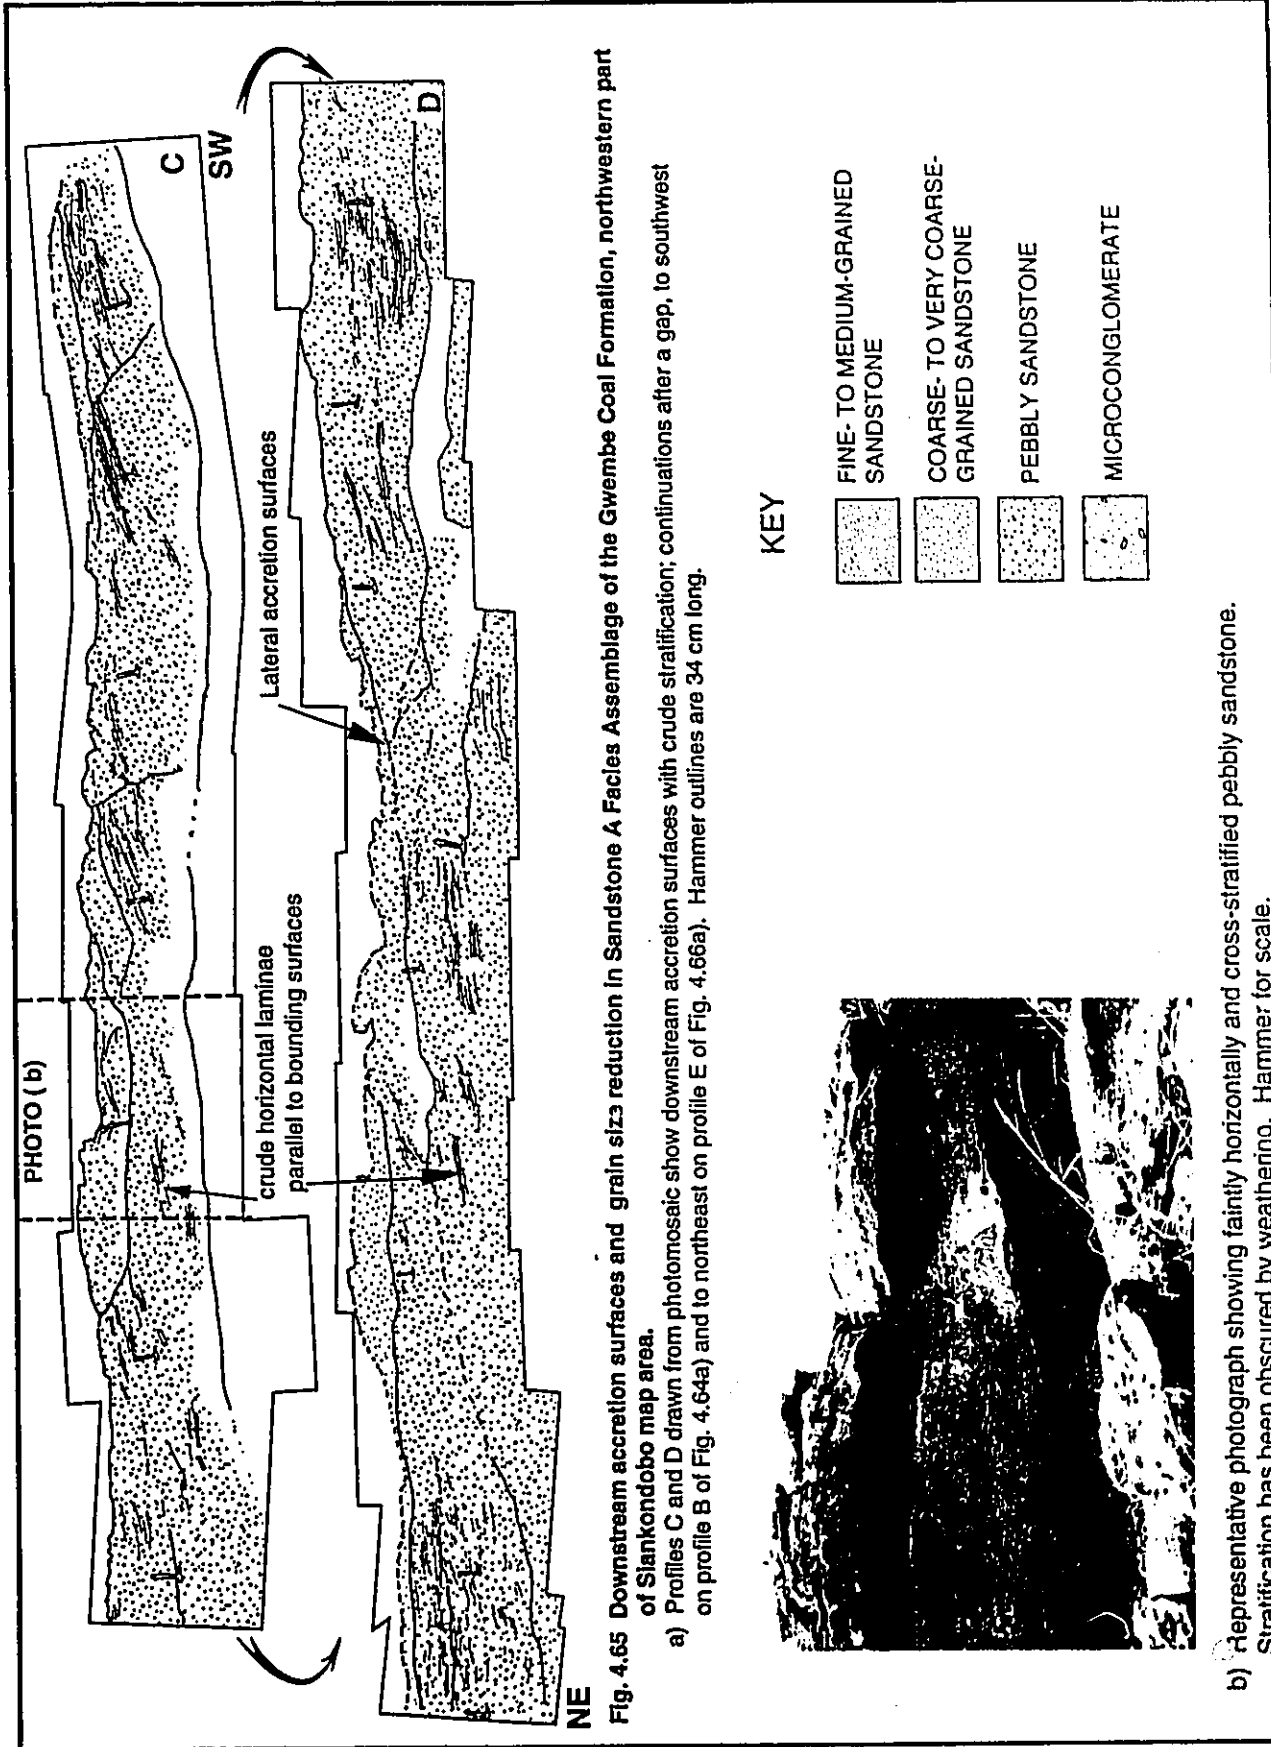 PHOTO (b)
C
SW
crude horizontal laminae
parallel to bounding surfaces
Lateral accretion surfaces
D
NE
Fig. 4.65 Downstream accretion surfaces and grain size reduction in Sandstone A Facies Assemblage of the Gwembe Coal Formation, northwestern part
of Siankondobo map area.
a) Profiles C and D drawn from photomosaic show downstream accretion surfaces with crude stratification; continuations after a gap, to southwest
on profile B of Fig. 4.64a) and to northeast on profile E of Fig. 4.66a). Hammer outlines are 34 cm long.
KEY
FINE- TO MEDIUM-GRAINED
SANDSTONE
COARSE- TO VERY COARSE-
GRAINED SANDSTONE
PEBBLY SANDSTONE
MICROCONGLOMERATE
b) Representative photograph showing faintly horizontally and cross-stratified pebbly sandstone.
Stratification has been obscured by weathering. Hammer for scale.